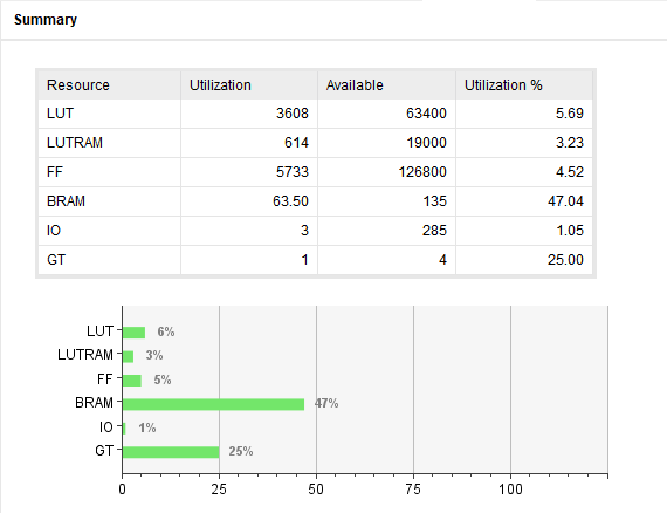 Summary
Resource Utilization Available Utilization %
LUT 3608 63400 5.69
LUTRAM 614 19000 3.23
FF 5733 126800 4.52
BRAM 63.50 135 47.04
IO 3 285 1.05
GT 1 4 25.00
LUT 6%
LUTRAM 3%
FF 5%
BRAM 47%
IO 1%
GT 25%
0 25 50 75 100